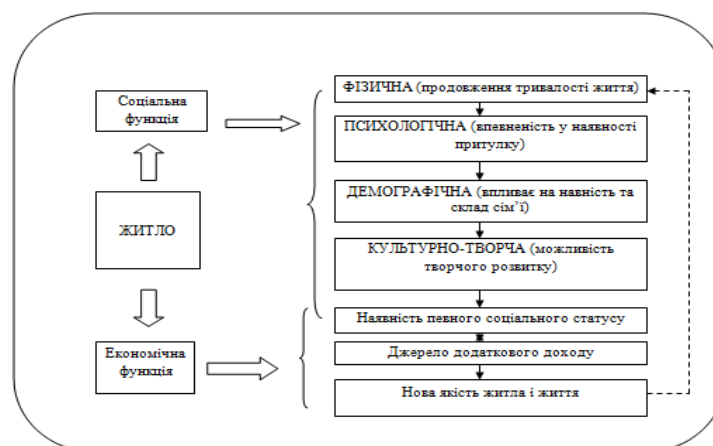 Соціальна
функція
ЖИТЛО
Економічна
функція
ФІЗИЧНА (продовження тривалості життя)
ПСИХОЛОГІЧНА (впевненість у наявності
притулку)
ДЕМОГРАФІЧНА (впливає на навність та
склад сім’ї)
КУЛЬТУРНО-ТВОРЧА (можливість
творчого розвитку)
Наявність певного соціального статусу
Джерело додаткового доходу
Нова якість житла і життя